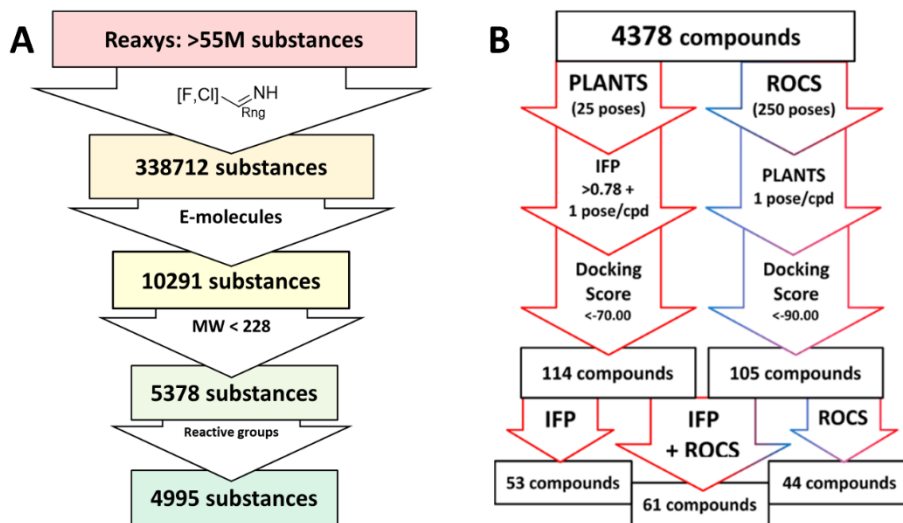 A
Reaxys: >55M substances
[F,Cl]
NH
Rng
338712 substances
E-molecules
10291 substances
MW < 228
5378 substances
Reactive groups
4995 substances
B
4378 compounds
PLANTS
(25 poses)
ROCS
(250 poses)
IFP
>0.78 +
1 pose/cpd
PLANTS
1 pose/cpd
Docking
Score
<-70.00
Docking
Score
<-90.00
114 compounds
105 compounds
IFP
IFP
+ ROCS
ROCS
53 compounds
61 compounds
44 compounds